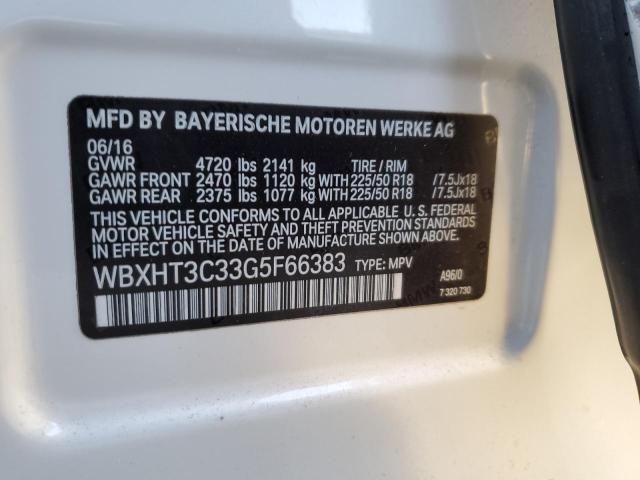 MFD BY BAYERISCHE MOTOREN WERKE AG
06/16
GVWR 4720 lbs 2141 kg TIRE / RIM
GAWR FRONT 2470 lbs 1120 kg WITH 225/50 R18 /7.5Jx18
GAWR REAR 2375 lbs 1077 kg WITH 225/50 R18 /7.5Jx18
THIS VEHICLE CONFORMS TO ALL APPLICABLE U. S. FEDERAL
MOTOR VEHICLE SAFETY AND THEFT PREVENTION STANDARDS
IN EFFECT ON THE DATE OF MANUFACTURE SHOWN ABOVE.
WBXHT3C33G5F66383 TYPE: MPV
A96/0
7 320 730